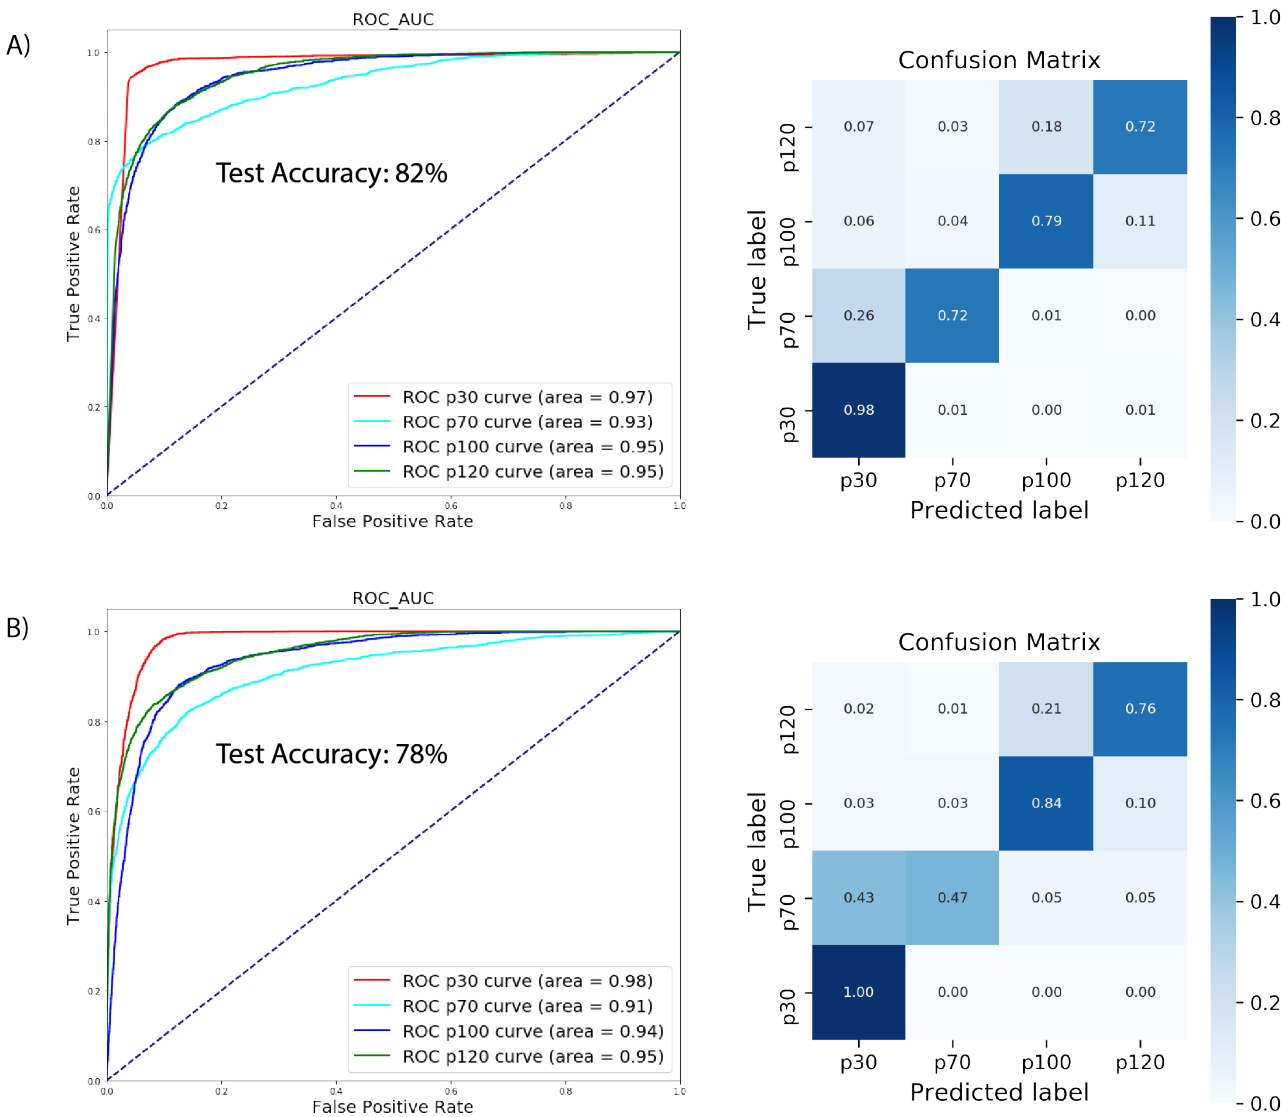 A)
ROC_AUC
1.0
0.8
0.6
0.4
0.2
0.0
True Positive Rate
Test Accuracy: 82%
ROC p30 curve (area = 0.97)
ROC p70 curve (area = 0.93)
ROC p100 curve (area = 0.95)
ROC p120 curve (area = 0.95)
0.0 0.2 0.4 0.6 0.8 1.0
False Positive Rate
Confusion Matrix
True label
p120 0.07 0.03 0.18 0.72
p100 0.06 0.04 0.79 0.11
p70 0.26 0.72 0.01 0.00
p30 0.98 0.01 0.00 0.01
p30 p70 p100 p120
Predicted label
1.0
0.8
0.6
0.4
0.2
0.0
B)
ROC_AUC
1.0
0.8
0.6
0.4
0.2
0.0
True Positive Rate
Test Accuracy: 78%
ROC p30 curve (area = 0.98)
ROC p70 curve (area = 0.91)
ROC p100 curve (area = 0.94)
ROC p120 curve (area = 0.95)
0.0 0.2 0.4 0.6 0.8 1.0
False Positive Rate
Confusion Matrix
True label
p120 0.02 0.01 0.21 0.76
p100 0.03 0.03 0.84 0.10
p70 0.43 0.47 0.05 0.05
p30 1.00 0.00 0.00 0.00
p30 p70 p100 p120
Predicted label
1.0
0.8
0.6
0.4
0.2
0.0